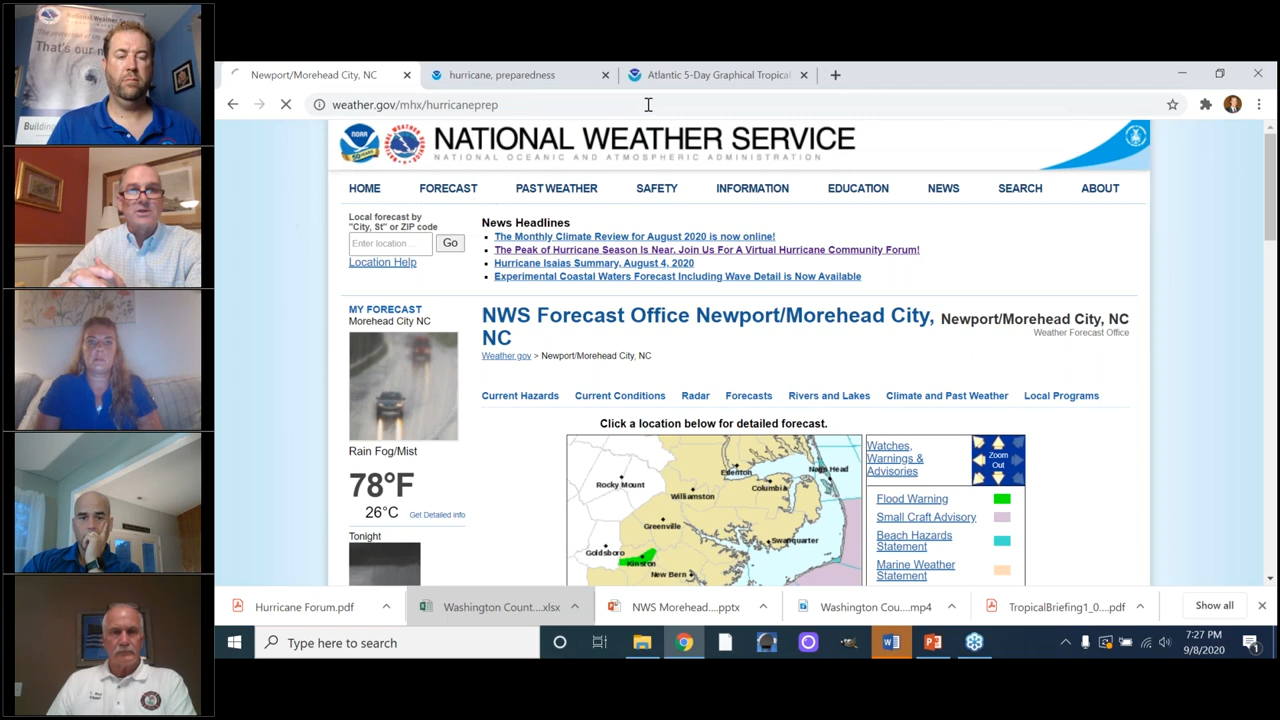 National Weather Service
That's our m
Building
Newport/Morehead City, NC
hurricane, preparedness
Atlantic 5-Day Graphical Tropical
weather.gov/mhx/hurricaneprep
NOAA
NATIONAL WEATHER SERVICE
NATIONAL OCEANIC AND ATMOSPHERIC ADMINISTRATION
HOME FORECAST PAST WEATHER SAFETY INFORMATION EDUCATION NEWS SEARCH ABOUT
Local forecast by
"City, St" or ZIP code
Enter location ...
Go
Location Help
News Headlines
The Monthly Climate Review for August 2020 is now online!
The Peak of Hurricane Season Is Near. Join Us For A Virtual Hurricane Community Forum!
Hurricane Isaias Summary, August 4, 2020
Experimental Coastal Waters Forecast Including Wave Detail is Now Available
MY FORECAST
Morehead City NC
Rain Fog/Mist
78°F
26°C
Get Detailed info
Tonight
NWS Forecast Office Newport/Morehead City,
NC
Newport/Morehead City, NC
Weather Forecast Office
Weather.gov > Newport/Morehead City, NC
Current Hazards Current Conditions Radar Forecasts Rivers and Lakes Climate and Past Weather Local Programs
Click a location below for detailed forecast.
Edenton
Nags Head
Rocky Mount
Williamston
Columbia
Greenville
Swanquarter
Goldsboro
Kinston
New Bern
Watches,
Warnings &
Advisories
Zoom
Out
Flood Warning
Small Craft Advisory
Beach Hazards
Statement
Marine Weather
Statement
Hurricane Forum.pdf
Washington Count....xlsx
NWS Morehead....pptx
Washington Cou....mp4
TropicalBriefing1_0....pdf
Show all
Type here to search
7:27 PM
9/8/2020
1